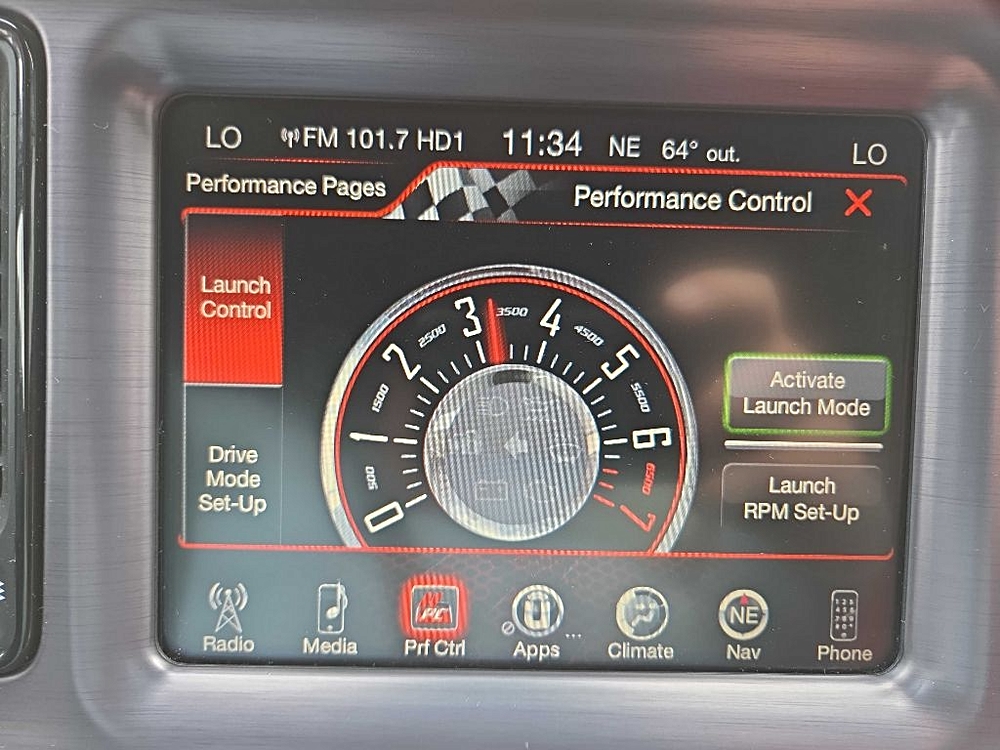 LO FM 101.7 HD1 11:34 NE 64° out. LO
Performance Pages
Performance Control
Launch
Control
Drive
Mode
Set-Up
0
500
1
1500
2
2500
3
3500
4
4500
5
5500
6
6500
7
Activate
Launch Mode
Launch
RPM Set-Up
NE
Radio Media Prf Ctrl Apps ... Climate Nav Phone